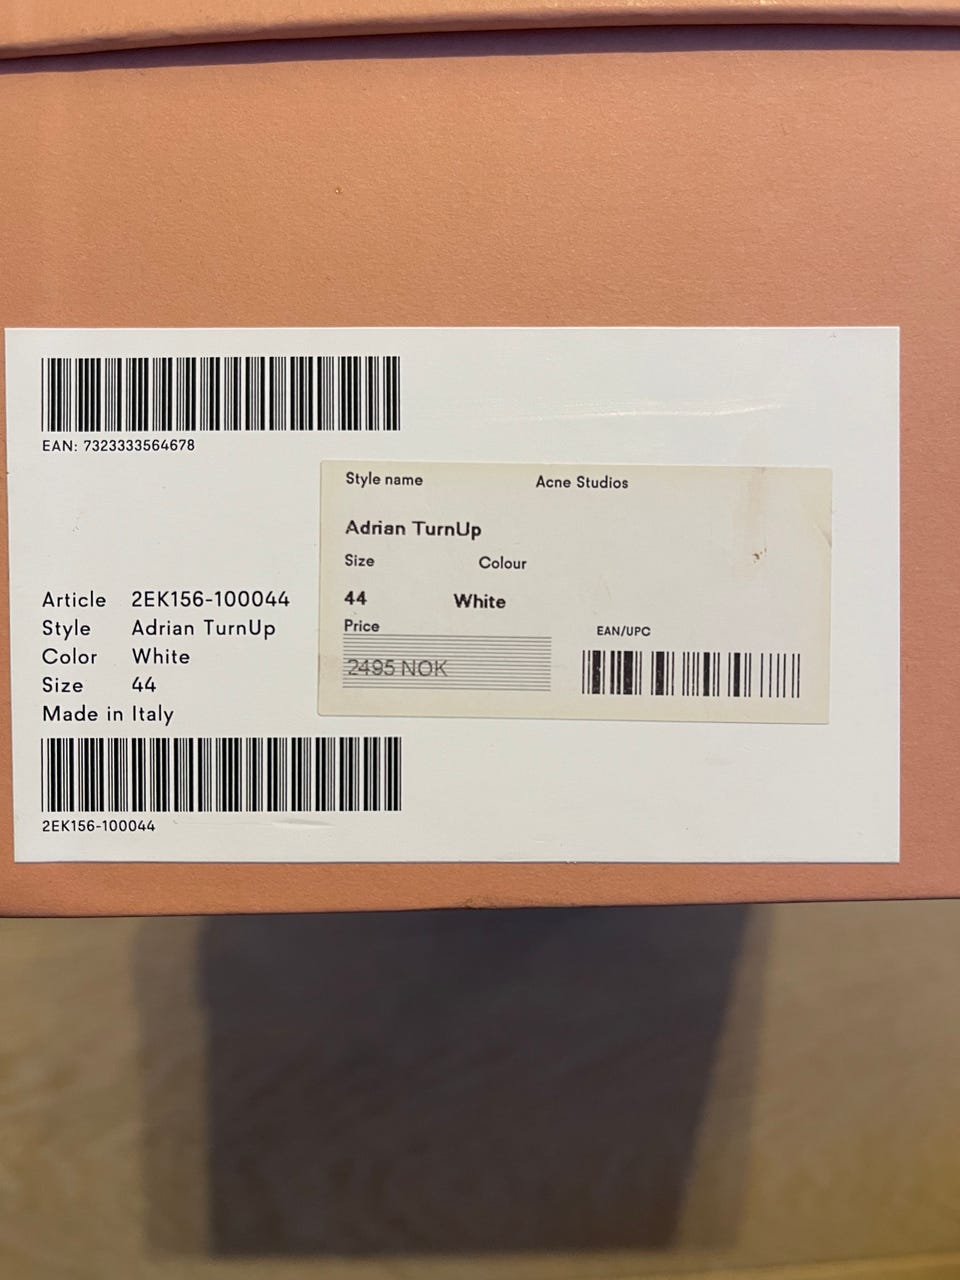 EAN: 7323333564678
Style name Acne Studios
Adrian TurnUp
Size Colour
44 White
Price
2495 NOK
EAN/UPC
Article 2EK156-100044
Style Adrian TurnUp
Color White
Size 44
Made in Italy
2EK156-100044